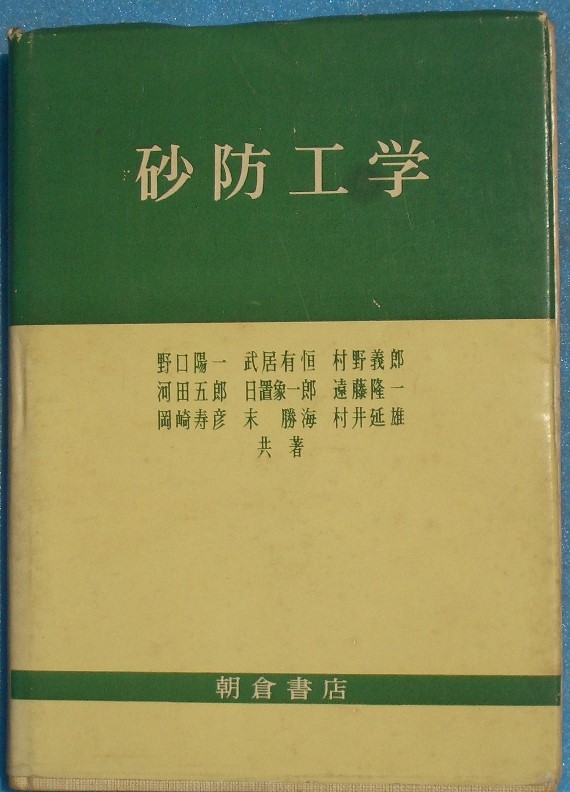 砂防工学
野口陽一 武居有恒 村野義郎
河田五郎 日置象一郎 遠藤隆一
岡崎寿彦 末勝海 村井延雄
共著
朝倉書店